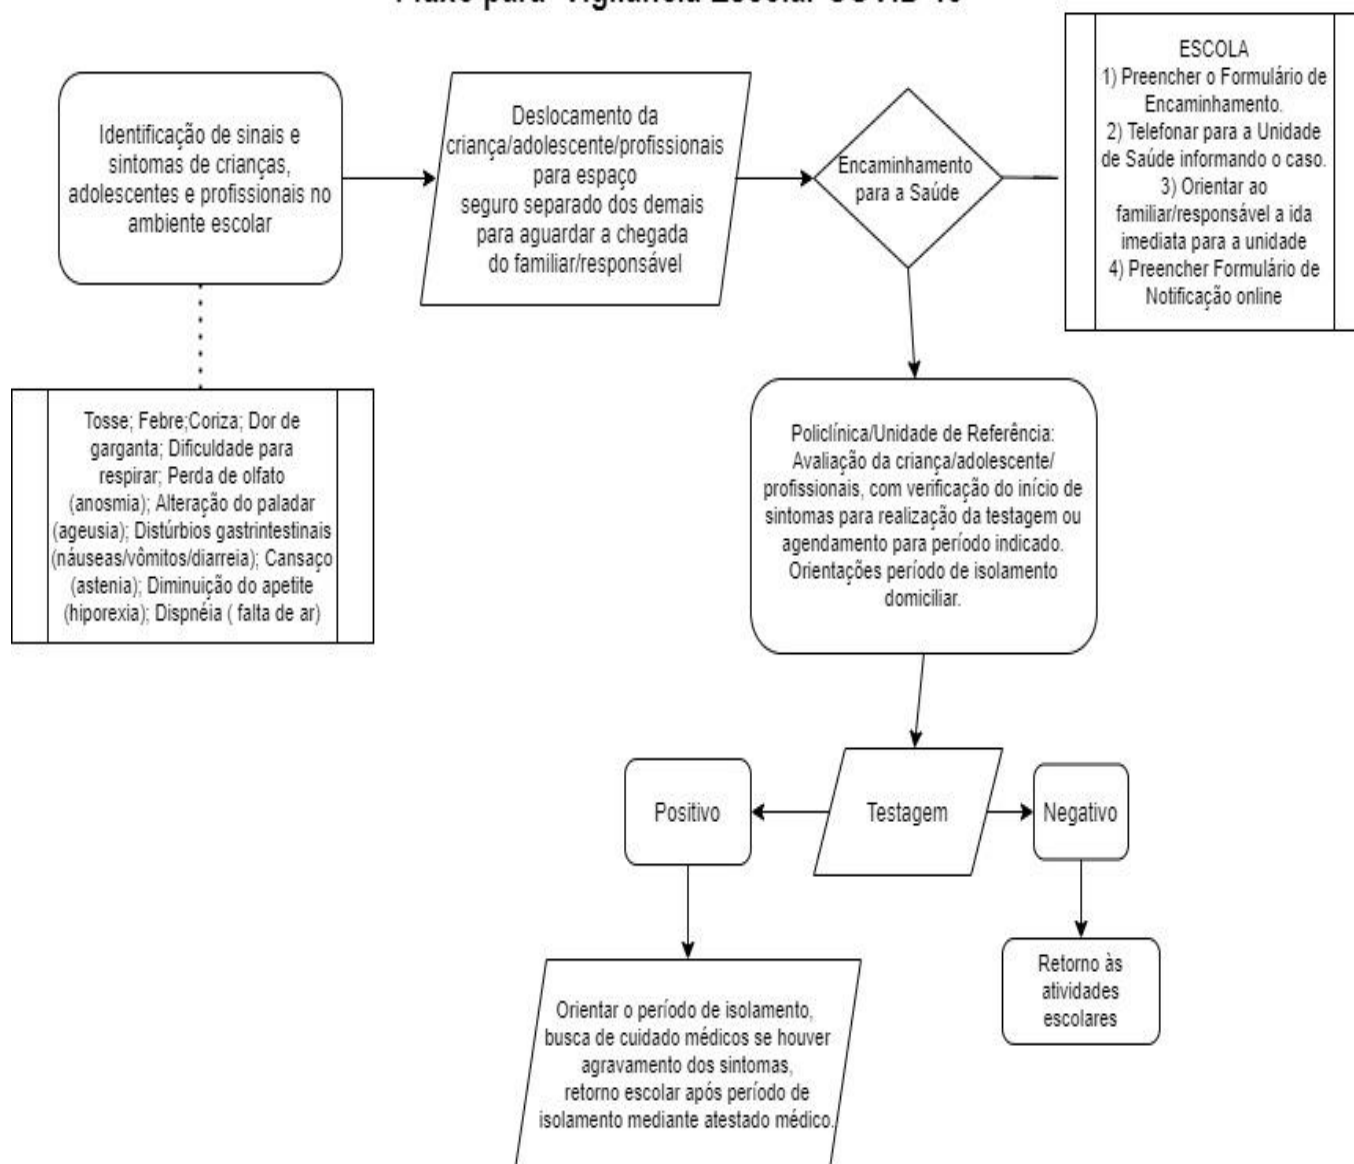 Fluxo para Vigilância Escolar COVID-19
Identificação de sinais e
sintomas de crianças,
adolescentes e profissionais no
ambiente escolar
Deslocamento da
criança/adolescente/profissionais
para espaço
seguro separado dos demais
para aguardar a chegada
do familiar/responsável
Encaminhamento
para a Saúde
ESCOLA
1) Preencher o Formulário de
Encaminhamento.
2) Telefonar para a Unidade
de Saúde informando o caso.
3) Orientar ao
familiar/responsável a ida
imediata para a unidade
4) Preencher Formulário de
Notificação online
Tosse; Febre;Coriza; Dor de
garganta; Dificuldade para
respirar; Perda de olfato
(anosmia); Alteração do paladar
(ageusia); Distúrbios gastrintestinais
(náuseas/vômitos/diarreia); Cansaço
(astenia); Diminuição do apetite
(hiporexia); Dispnéia ( falta de ar)
Policlínica/Unidade de Referência:
Avaliação da criança/adolescente/
profissionais, com verificação do início de
sintomas para realização da testagem ou
agendamento para período indicado.
Orientações período de isolamento
domiciliar.
Positivo
Testagem
Negativo
Orientar o período de isolamento,
busca de cuidado médicos se houver
agravamento dos sintomas,
retorno escolar após período de
isolamento mediante atestado médico.
Retorno às
atividades
escolares